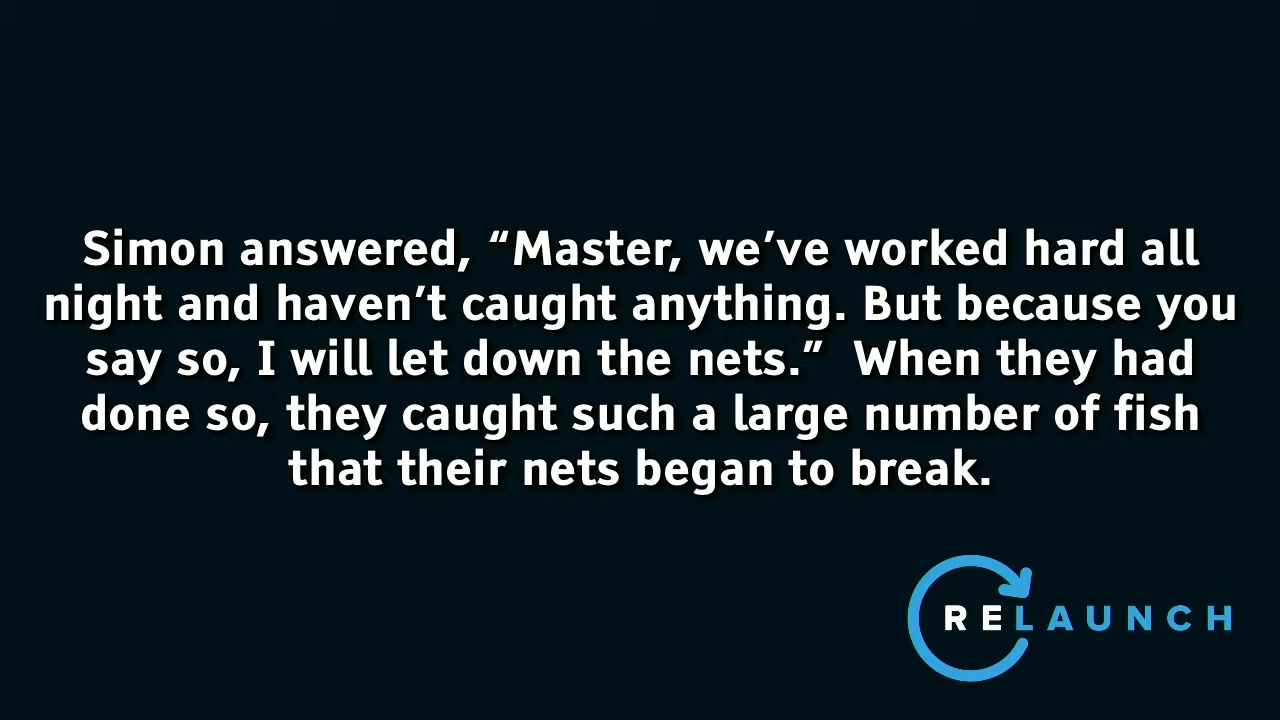 Simon answered, “Master, we’ve worked hard all
night and haven’t caught anything. But because you
say so, I will let down the nets.”  When they had
done so, they caught such a large number of fish
that their nets began to break.
RELAUNCH